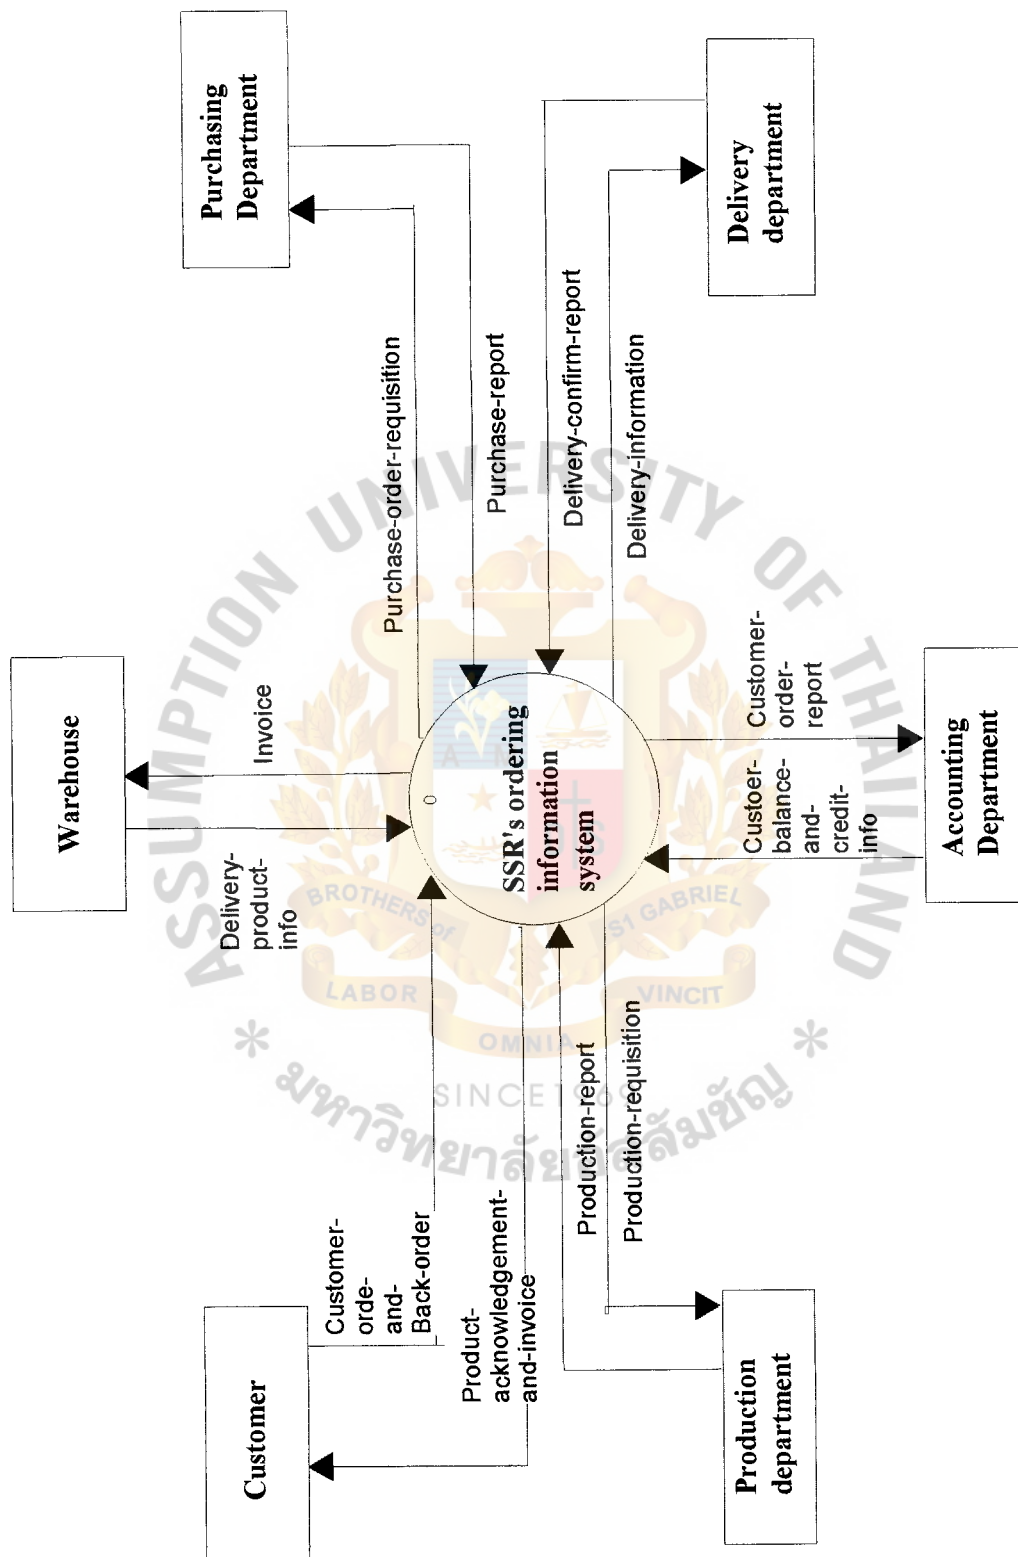 Customer
Warehouse
Purchasing
Department
Customer-
orde-
and-
Back-order
Product-
acknowledgement-
and-invoice
Delivery-
product-
info
Invoice
Purchase-order-requisition
Purchase-report
0
SSR's ordering
information
system
Delivery-confirm-report
Delivery-information
Production-report
Production-requisition
Custoer-
balance-
and-
credit-
info
Customer-
order-
report
Production
department
Accounting
Department
Delivery
department
ASSUMPTION UNIVERSITY OF THAILAND
BROTHERS of
S1 GABRIEL
LABOR
OMNIA
VINCIT
SINCE1969